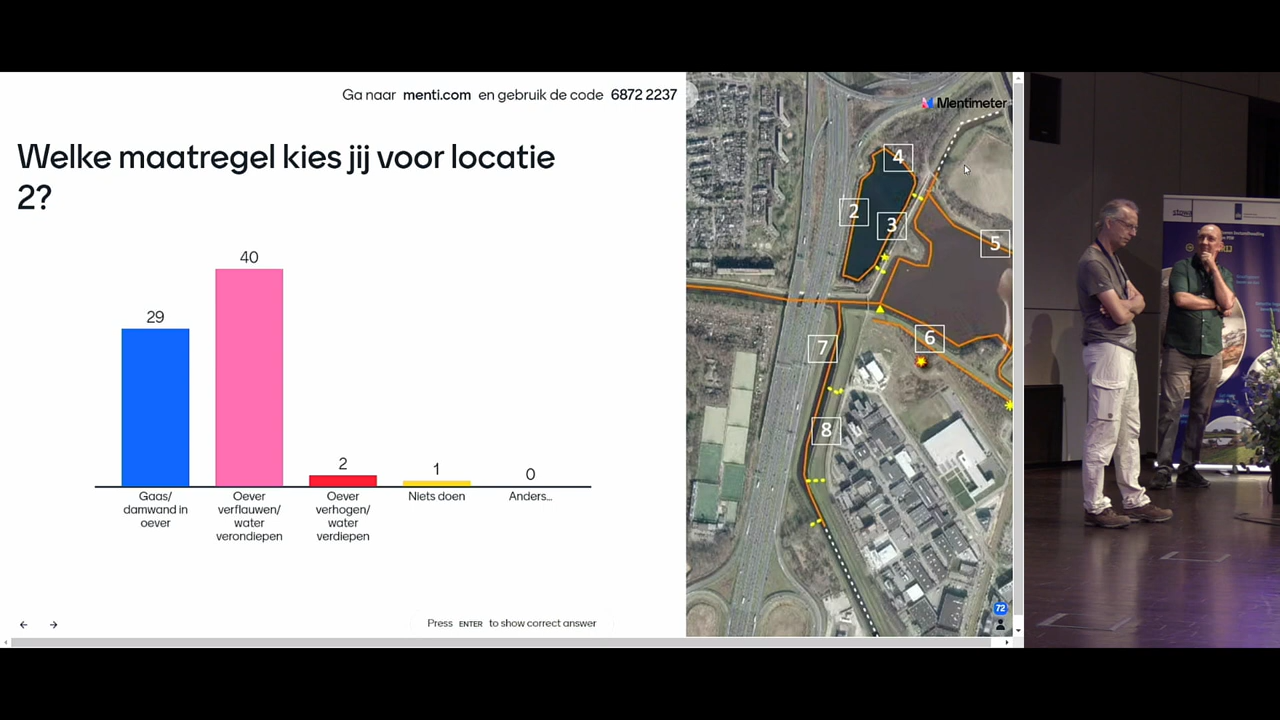 Ga naar menti.com en gebruik de code 6872 2237
Mentimeter
Welke maatregel kies jij voor locatie
2?
29
40
2
1
0
Gaas/
damwand in
oever
Oever
verflauwen/
water
verondiepen
Oever
verhogen/
water
verdiepen
Niets doen
Anders...
4
2
3
5
6
7
8
Press ENTER to show correct answer
72
stowa